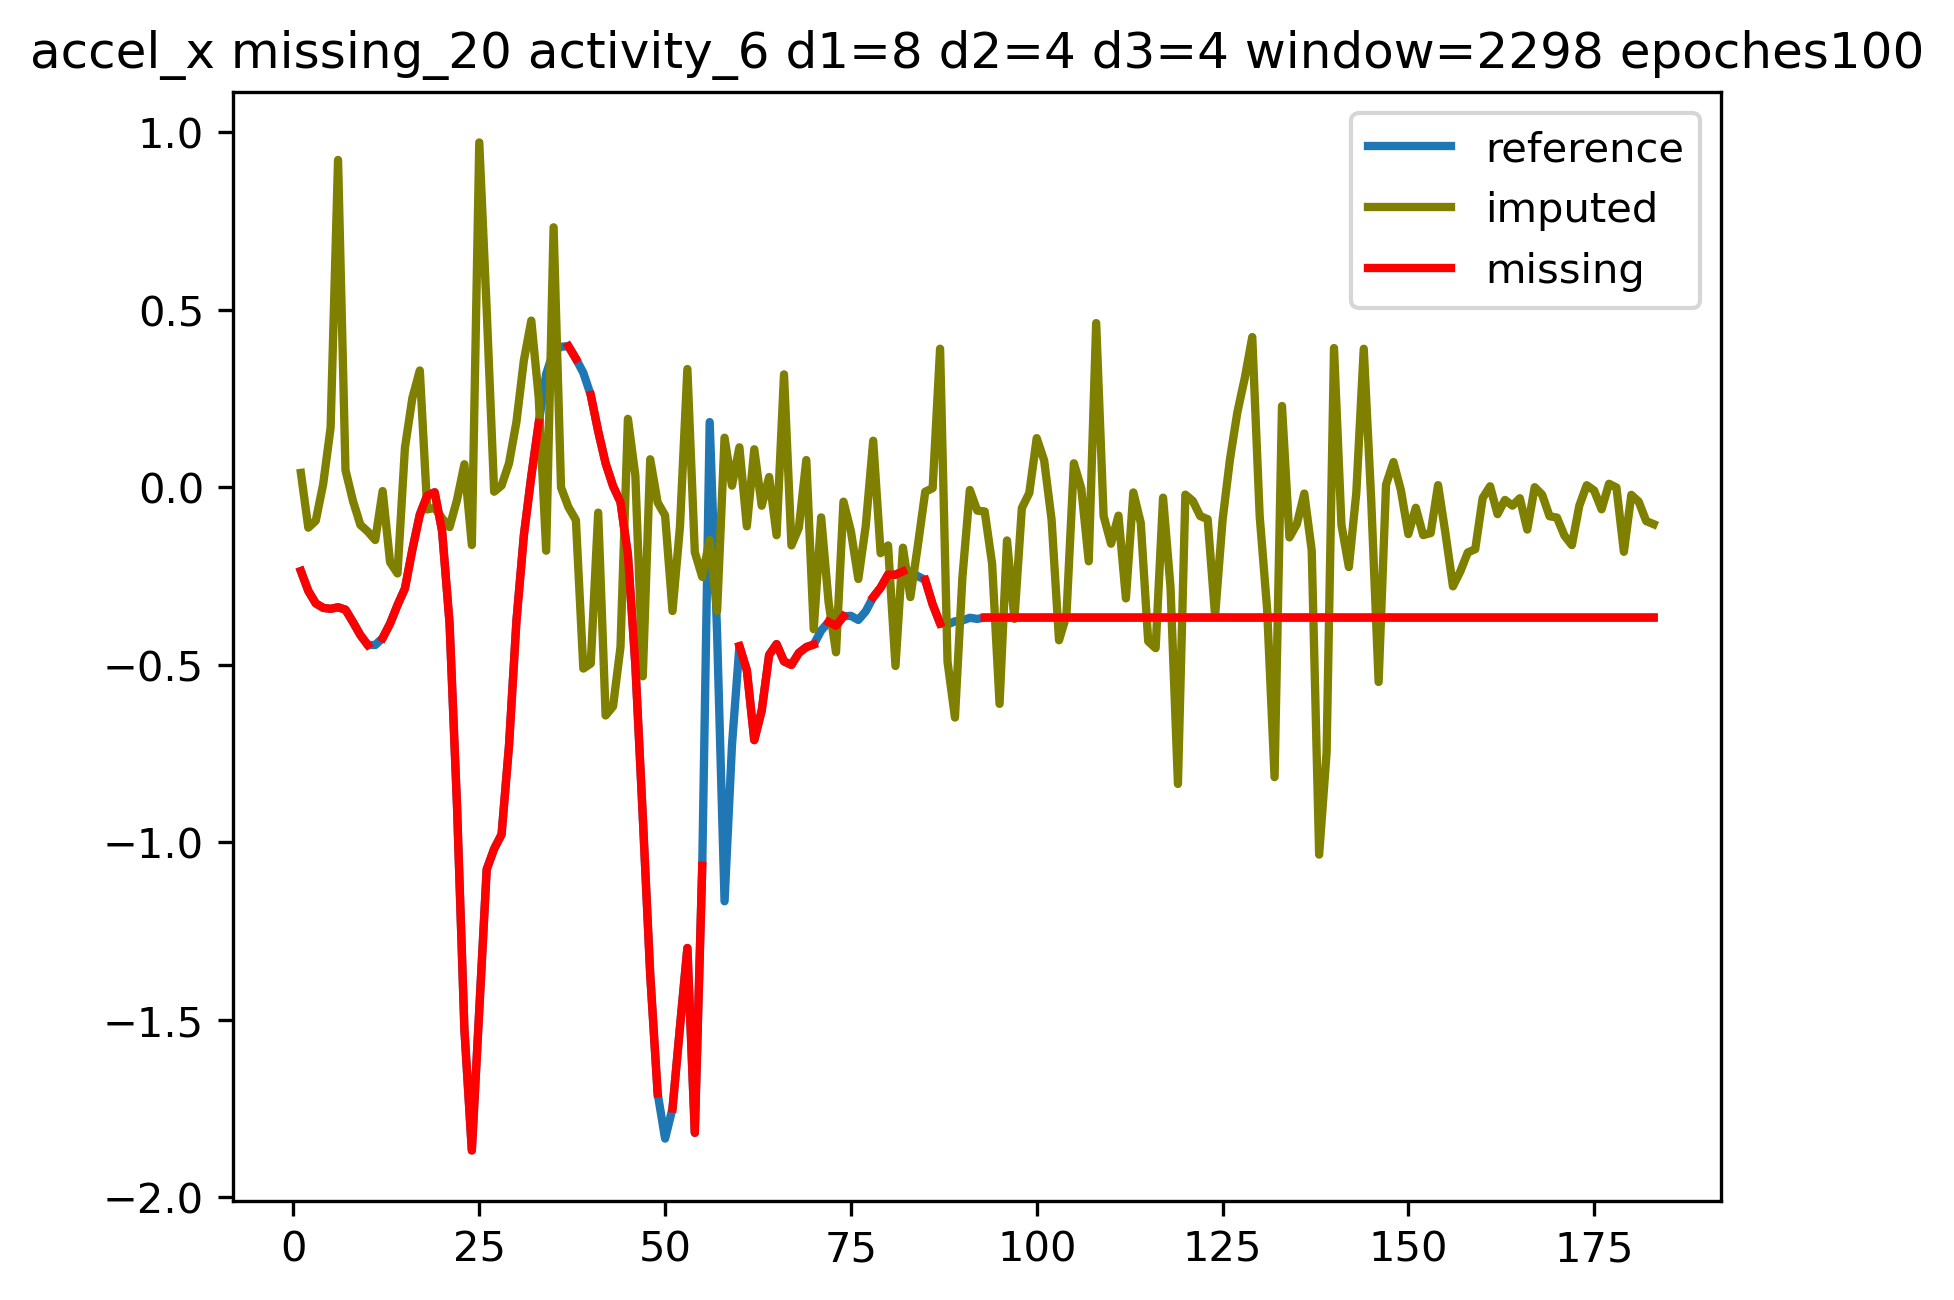 accel_x missing_20 activity_6 d1=8 d2=4 d3=4 window=2298 epoches100
reference
imputed
missing
1.0
0.5
0.0
−0.5
−1.0
−1.5
−2.0
0 25 50 75 100 125 150 175